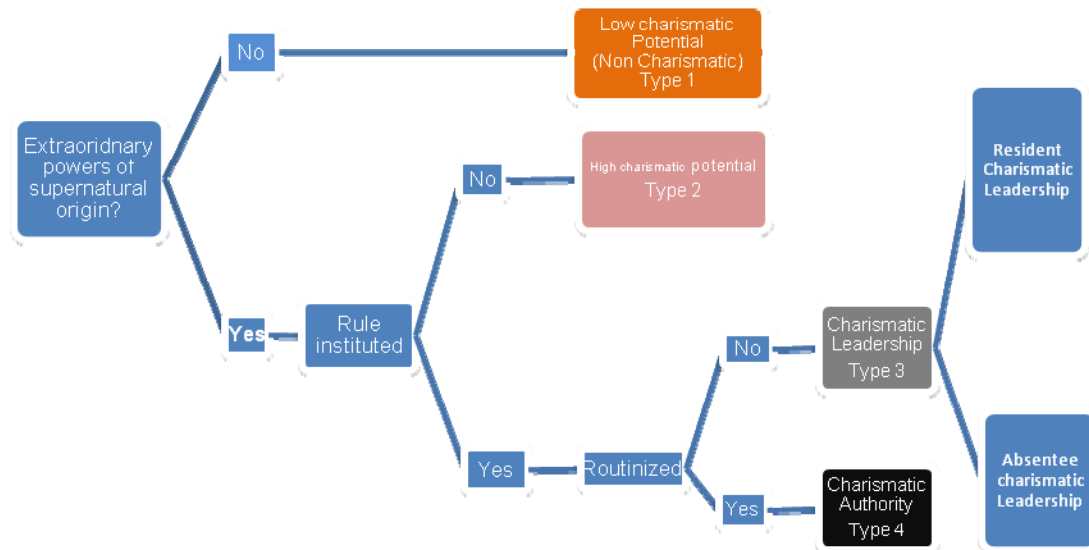 No
Low charismatic
Potential
(Non Charismatic)
Type 1
Extraoridnary
powers of
supernatural
origin?
No
High charismatic potential
Type 2
Resident
Charismatic
Leadership
Yes
Rule
instituted
No
Charismatic
Leadership
Type 3
Yes
Routinized
Yes
Charismatic
Authority
Type 4
Absentee
charismatic
Leadership